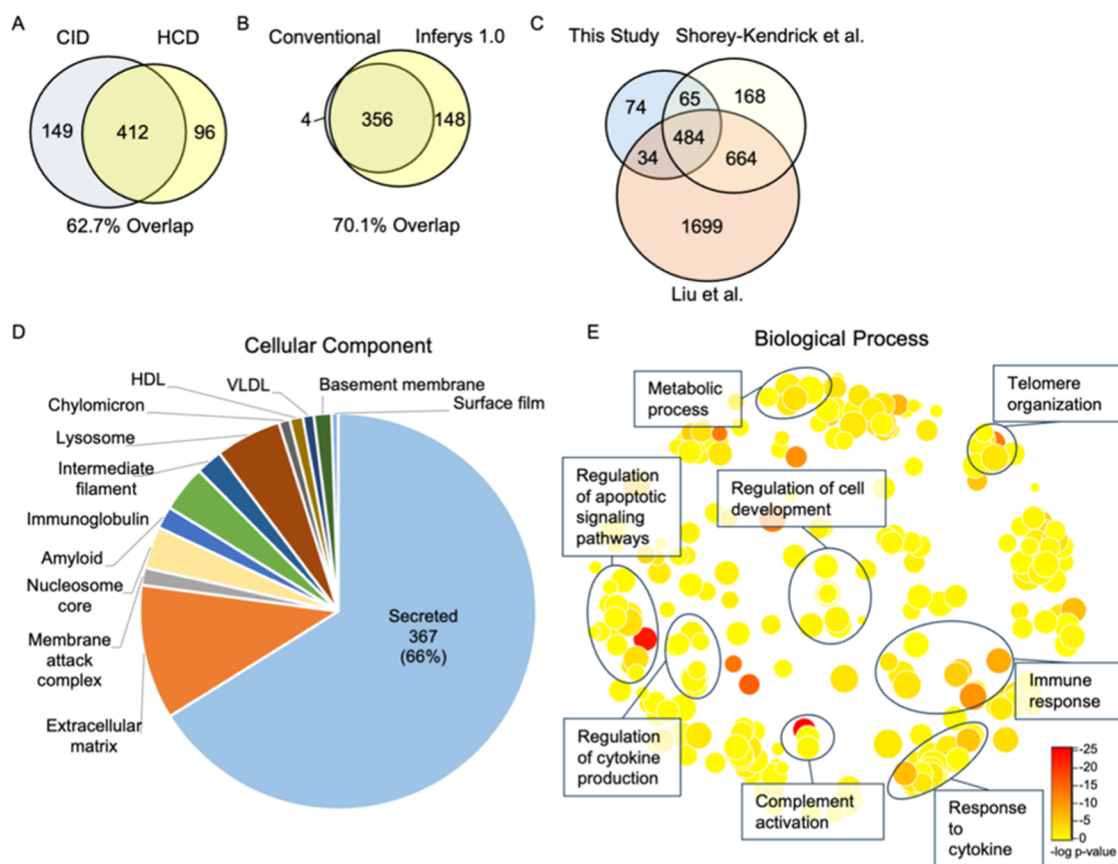 A
CID
HCD
149
412
96
62.7% Overlap
B
Conventional
Inferys 1.0
4
356
148
70.1% Overlap
C
This Study
Shorey-Kendrick et al.
74
65
168
484
34
664
1699
Liu et al.
D
Cellular Component
HDL
VLDL
Basement membrane
Chylomicron
Surface film
Lysosome
Intermediate
filament
Immunoglobulin
Amyloid
Nucleosome
core
Membrane
attack
complex
Extracellular
matrix
Secreted
367
(66%)
E
Biological Process
Metabolic
process
Telomere
organization
Regulation
of apoptotic
signaling
pathways
Regulation of cell
development
Immune
response
Regulation
of cytokine
production
Complement
activation
Response
to
cytokine
-25
-20
-15
-10
-5
-0
-log p-value